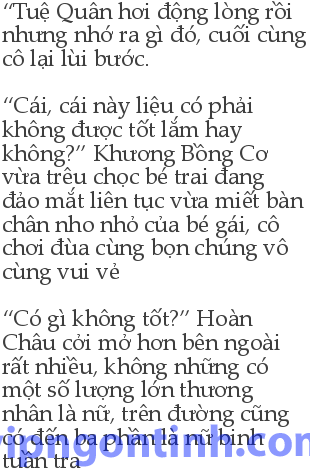 “Tuệ Quân hơi động lòng rồi
nhưng nhớ ra gì đó, cuối cùng
cô lại lùi bước.
“Cái, cái này liệu có phải
không được tốt lắm hay
không?” Khương Bồng Cơ
vừa trêu chọc bé trai đang
đảo mắt liên tục vừa miết bàn
chân nho nhỏ của bé gái, cô
chơi đùa cùng bọn chúng vô
cùng vui vẻ
“Có gì không tốt?” Hoàn
Châu cởi mở hơn bên ngoài
rất nhiều, không những có
một số lượng lớn thương
nhân là nữ, trên đường cũng
có đến ba phần là nữ binh
tuần tra
ipngontinh.com